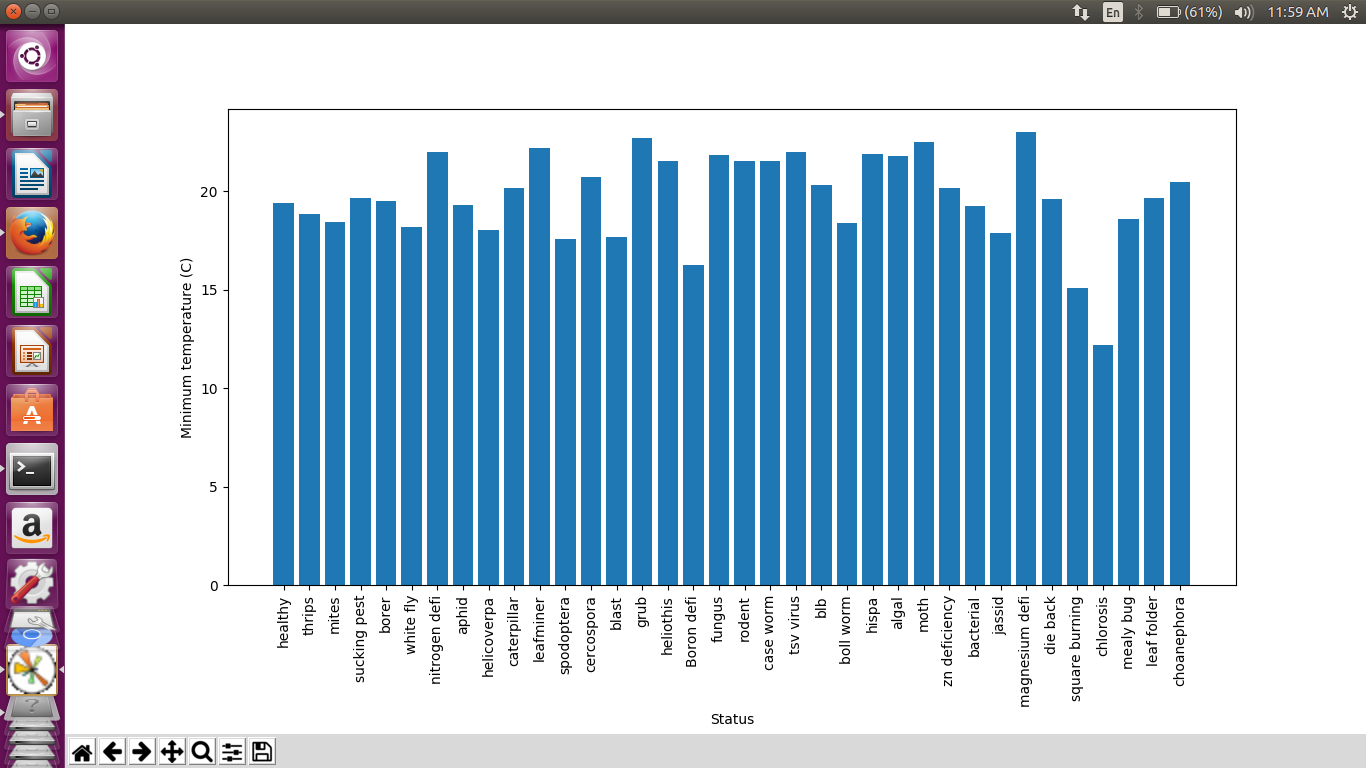 En (61%) 11:59 AM
20
15
10
5
0
Minimum temperature (C)
healthy
thrips
mites
sucking pest
borer
white fly
nitrogen defi
aphid
helicoverpa
caterpillar
leafminer
spodoptera
cercospora
blast
grub
heliothis
Boron defi
fungus
rodent
case worm
tsv virus
blb
boll worm
hispa
algal
moth
zn deficiency
bacterial
jassid
magnesium defi
die back
square burning
chlorosis
mealy bug
leaf folder
choanephora
Status